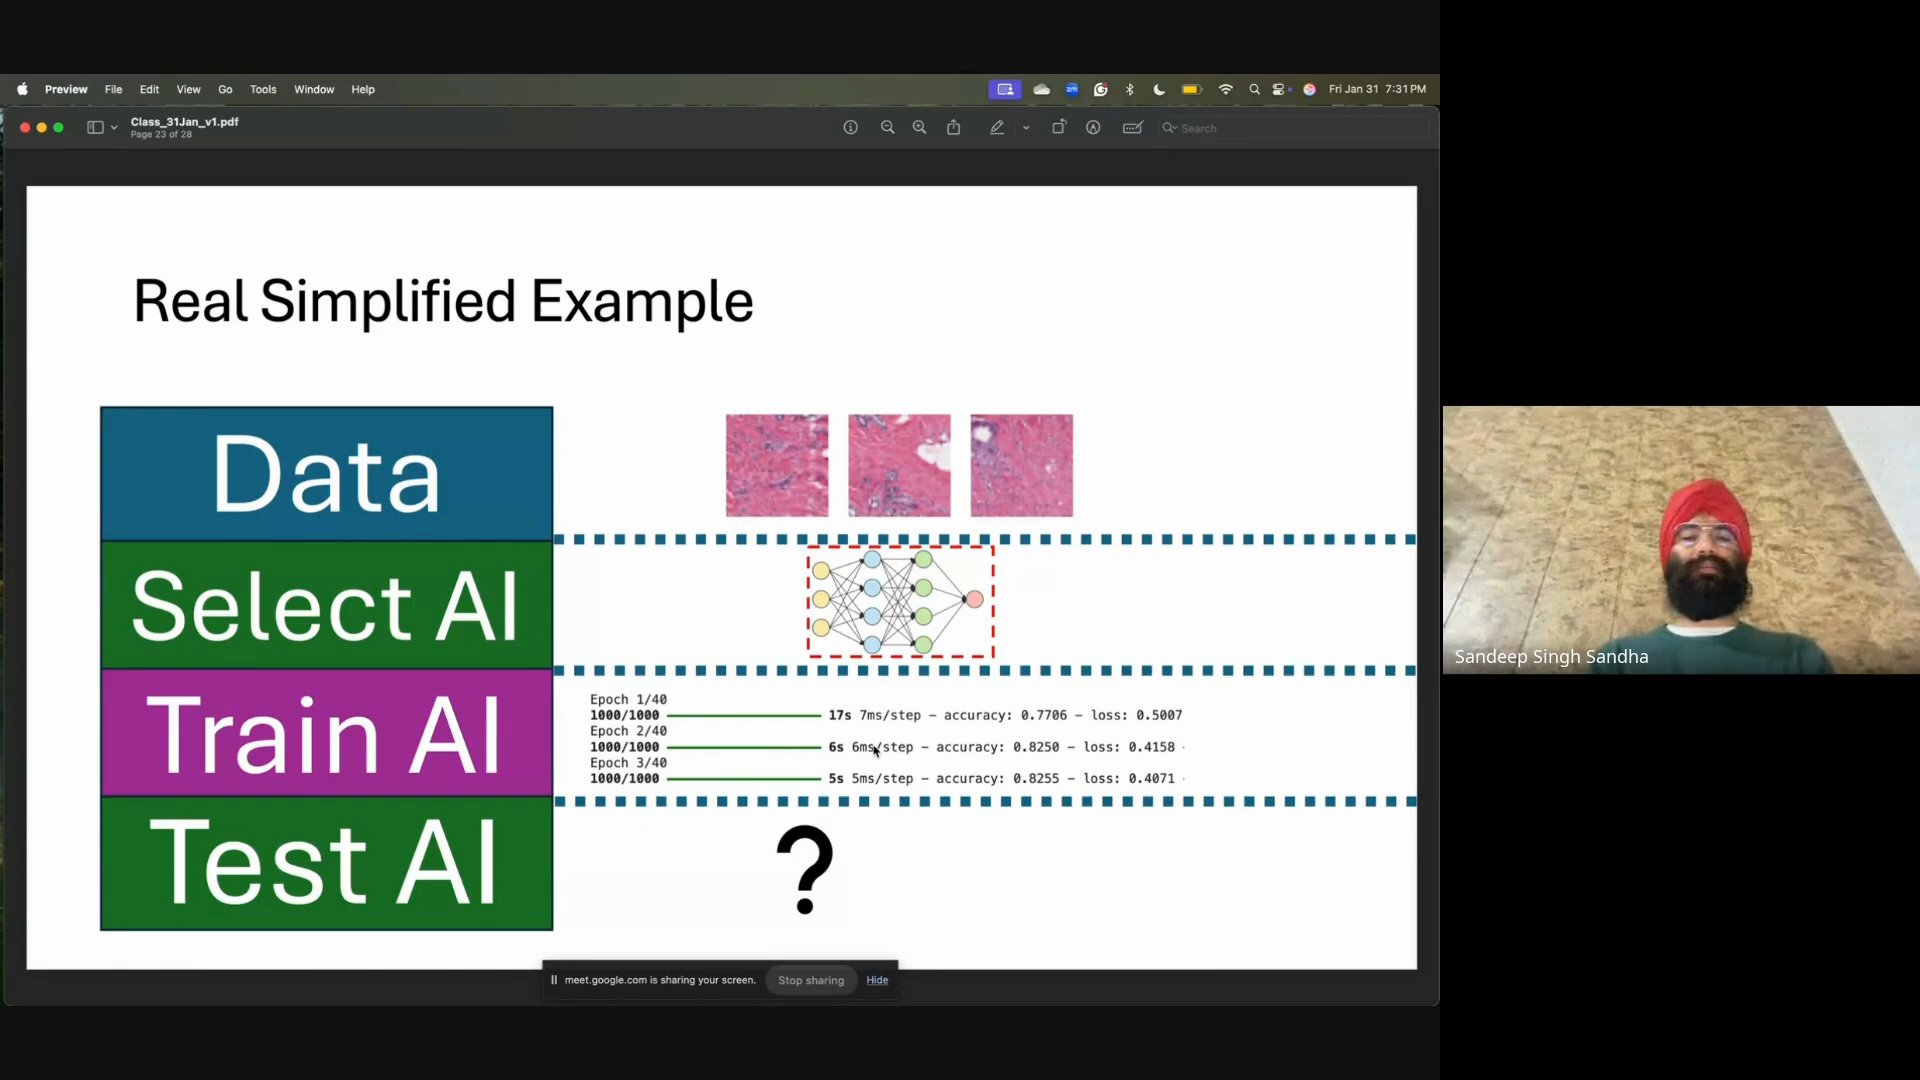 Preview File Edit View Go Tools Window Help
zm
Fri Jan 31 7:31 PM
Class_31Jan_v1.pdf
Page 23 of 28
Search
Real Simplified Example
Data
Select AI
Train AI
Epoch 1/40
1000/1000 17s 7ms/step – accuracy: 0.7706 – loss: 0.5007
Epoch 2/40
1000/1000 6s 6ms/step – accuracy: 0.8250 – loss: 0.4158
Epoch 3/40
1000/1000 5s 5ms/step – accuracy: 0.8255 – loss: 0.4071
Test AI
?
meet.google.com is sharing your screen. Stop sharing Hide
Sandeep Singh Sandha